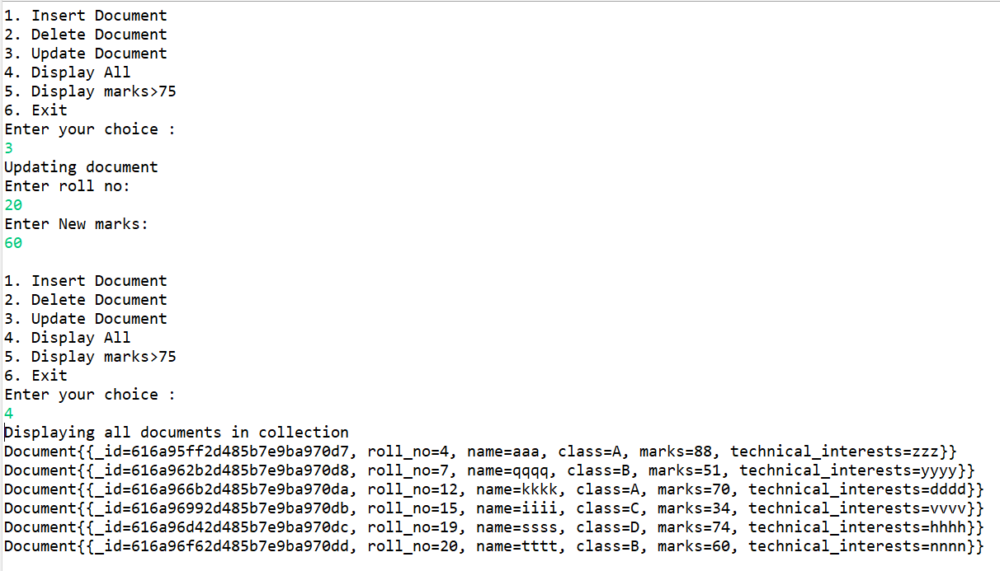 1. Insert Document
2. Delete Document
3. Update Document
4. Display All
5. Display marks>75
6. Exit
Enter your choice :
3
Updating document
Enter roll no:
20
Enter New marks:
60
1. Insert Document
2. Delete Document
3. Update Document
4. Display All
5. Display marks>75
6. Exit
Enter your choice :
4
Displaying all documents in collection
Document{{_id=616a95ff2d485b7e9ba970d7, roll_no=4, name=aaa, class=A, marks=88, technical_interests=zzz}}
Document{{_id=616a962b2d485b7e9ba970d8, roll_no=7, name=qqqq, class=B, marks=51, technical_interests=yyyy}}
Document{{_id=616a966b2d485b7e9ba970da, roll_no=12, name=kkkk, class=A, marks=70, technical_interests=dddd}}
Document{{_id=616a96992d485b7e9ba970db, roll_no=15, name=iiii, class=C, marks=34, technical_interests=vvvv}}
Document{{_id=616a96d42d485b7e9ba970dc, roll_no=19, name=ssss, class=D, marks=74, technical_interests=hhhh}}
Document{{_id=616a96f62d485b7e9ba970dd, roll_no=20, name=tttt, class=B, marks=60, technical_interests=nnnn}}